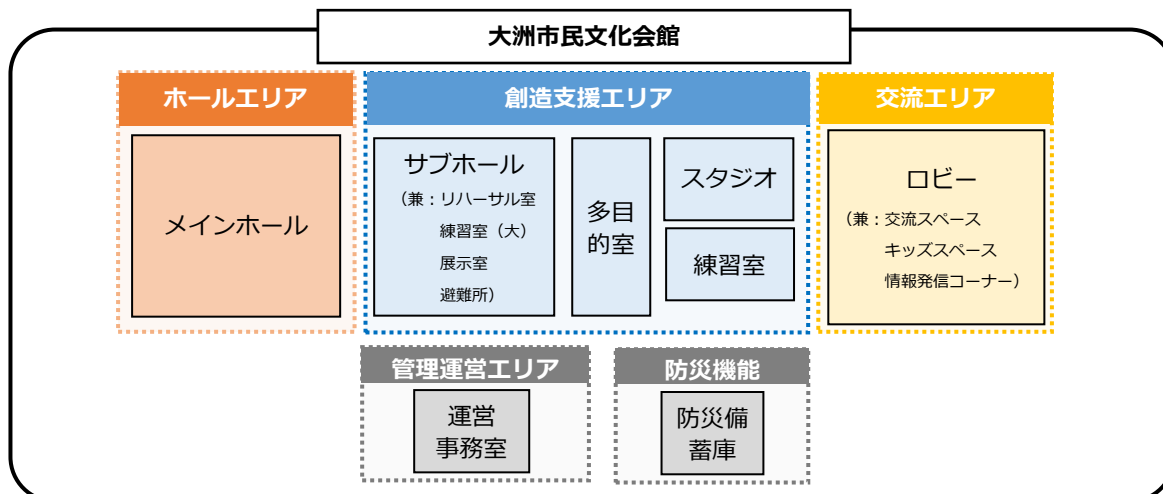 大洲市民文化会館
ホールエリア
メインホール
創造支援エリア
サブホール
（兼：リハーサル室
練習室（大）
展示室
避難所）
多目
的室
スタジオ
練習室
交流エリア
ロビー
（兼：交流スペース
キッズスペース
情報発信コーナー）
管理運営エリア
運営
事務室
防災機能
防災備
蓄庫